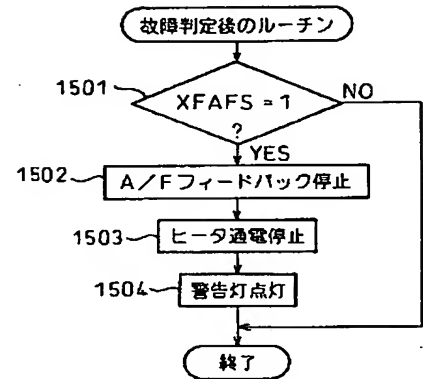 故障判定後のルーチン
1501
XFAFS=1
?
NO
YES
1502
A/Fフィードバック停止
1503
ヒータ通電停止
1504
警告灯点灯
終了